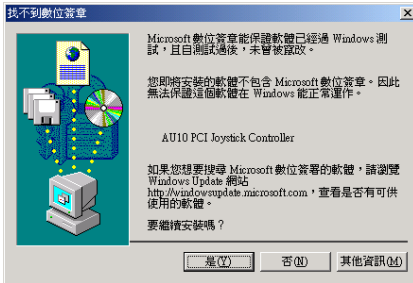 找不到數位簽章
Microsoft 數位簽章能保證軟體已經過 Windows 測
試,且自測試過後,未曾被竄改。
您即將安裝的軟體不包含 Microsoft 數位簽章。因此
無法保證這個軟體在 Windows 能正常運作。
AU10 PCI Joystick Controller
如果您想要搜尋 Microsoft 數位簽署的軟體,請瀏覽
Windows Update 網站
http://windowsupdate.microsoft.com,查看是否有可供
使用的軟體。
要繼續安裝嗎?
是(Y)
否(N)
其他資訊(M)